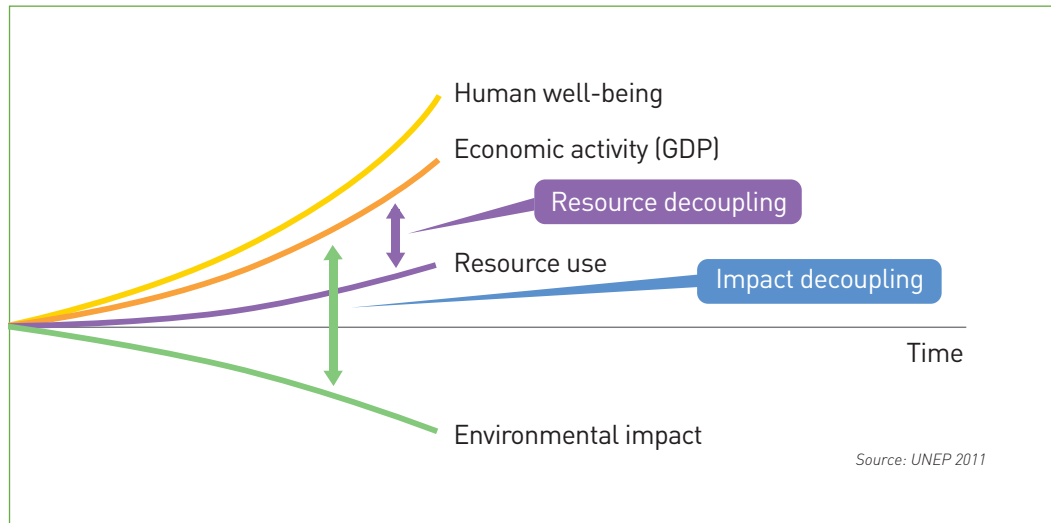 Human well-being
Economic activity (GDP)
Resource decoupling
Resource use
Impact decoupling
Time
Environmental impact
Source: UNEP 2011